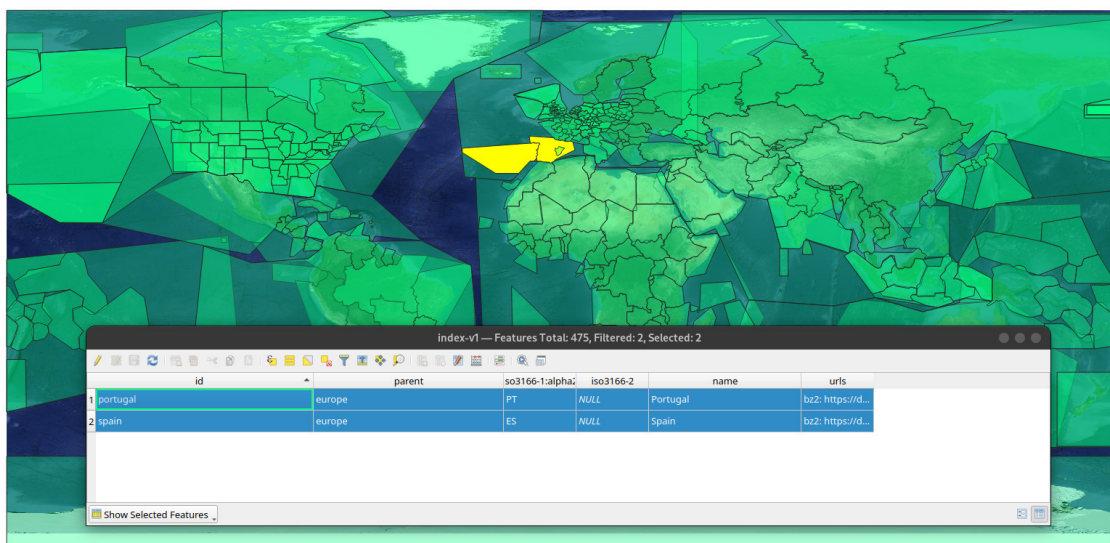 index-v1 — Features Total: 475, Filtered: 2, Selected: 2
id parent so3166-1:alpha2 iso3166-2 name urls
1 portugal europe PT NULL Portugal bz2: https://d...
2 spain europe ES NULL Spain bz2: https://d...
Show Selected Features